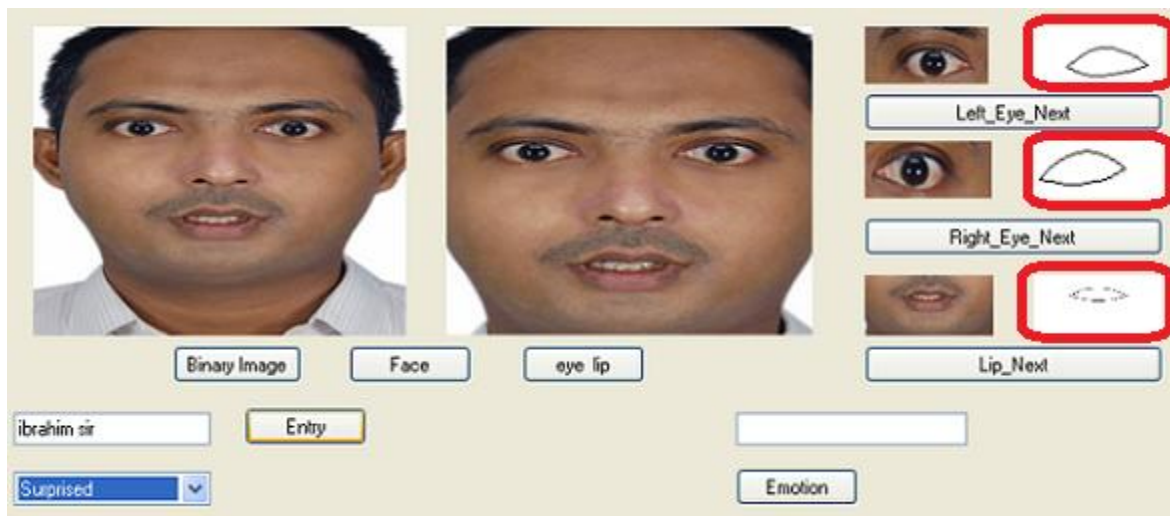 Left_Eye_Next
Right_Eye_Next
Binary Image
Face
eye lip
Lip_Next
ibrahim sir
Entry
Surprised
Emotion